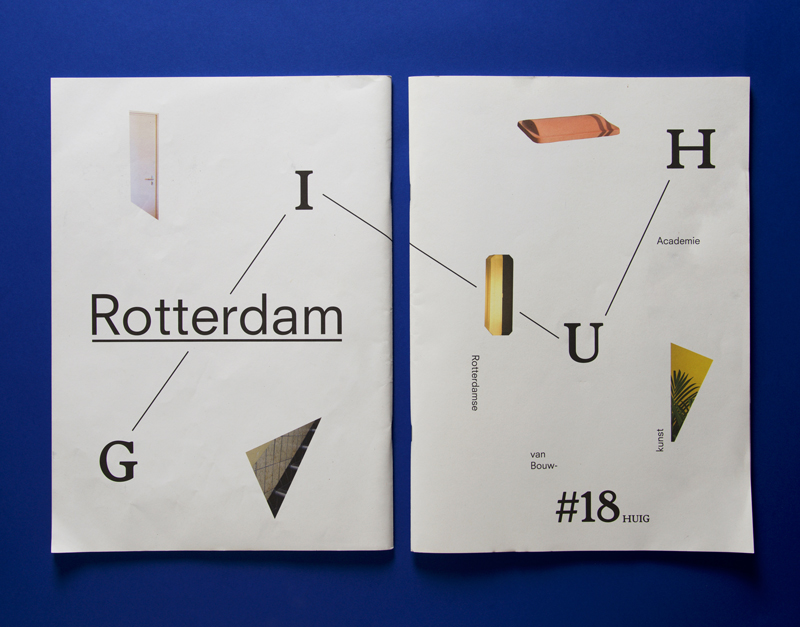 I
Rotterdam
G
H
Academie
U
Rotterdamse
kunst
van
Bouw-
#18 HUIG